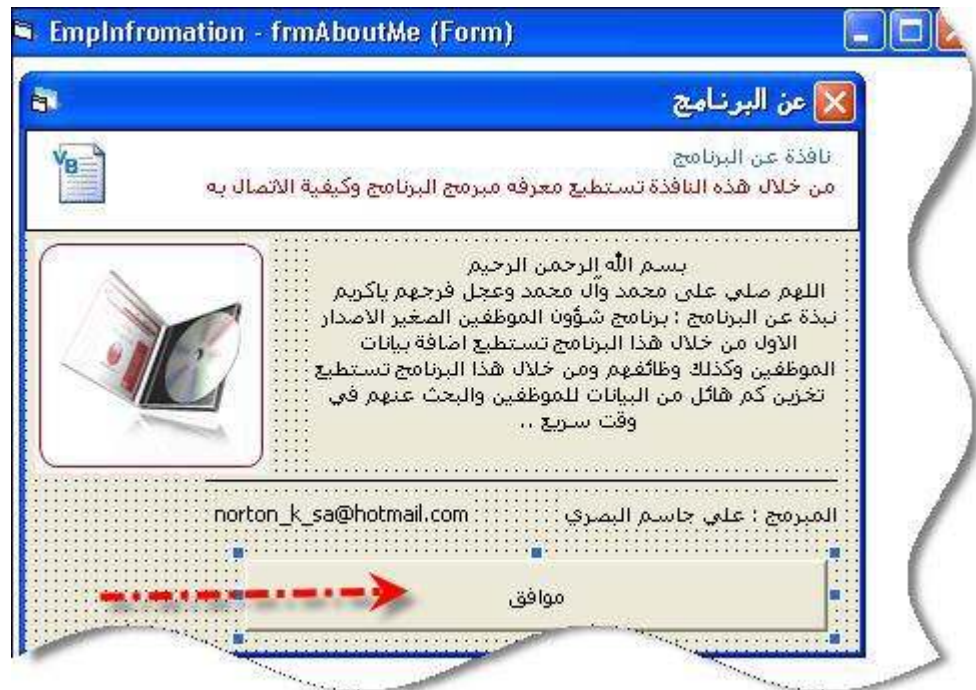 EmpInfromation - frmAboutMe (Form)
عن البرنامج
VB
نافذة عن البرنامج
من خلال هذه النافذة تستطيع معرفه مبرمج البرنامج وكيفية الاتصال به
بسم الله الرحمن الرحيم
اللهم صلي على محمد وآل محمد وعجل فرجهم ياكريم
نبذة عن البرنامج : برنامج شؤون الموظفين الصغير الاصدار
الاول من خلال هذا البرنامج تستطيع اضافة بيانات
الموظفين وكذلك وظائفهم ومن خلال هذا البرنامج تستطيع
تخزين كم هائل من البيانات للموظفين والبحث عنهم في
وقت سريع ..
المبرمج : علي جاسم البصري norton_k_sa@hotmail.com
موافق